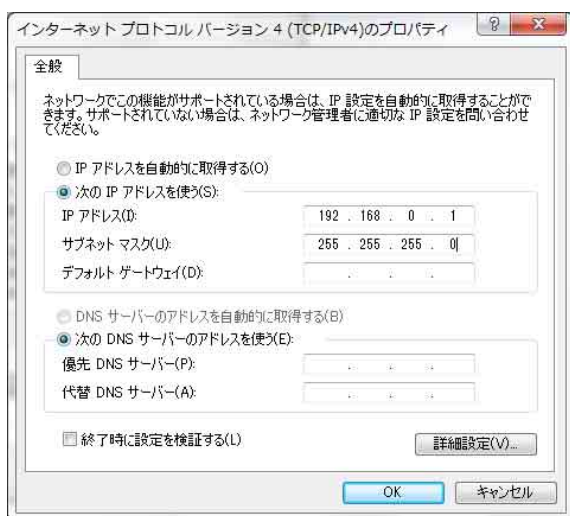 インターネット プロトコル バージョン 4 (TCP/IPv4)のプロパティ
全般
ネットワークでこの機能がサポートされている場合は、IP 設定を自動的に取得することがで
きます。サポートされていない場合は、ネットワーク管理者に適切な IP 設定を問い合わせ
てください。
IP アドレスを自動的に取得する(O)
次の IP アドレスを使う(S):
IP アドレス(I): 192 . 168 . 0 . 1
サブネット マスク(U): 255 . 255 . 255 . 0
デフォルト ゲートウェイ(D): . . .
DNS サーバーのアドレスを自動的に取得する(B)
次の DNS サーバーのアドレスを使う(E):
優先 DNS サーバー(P): . . .
代替 DNS サーバー(A): . . .
終了時に設定を検証する(L)
詳細設定(V)...
OK キャンセル